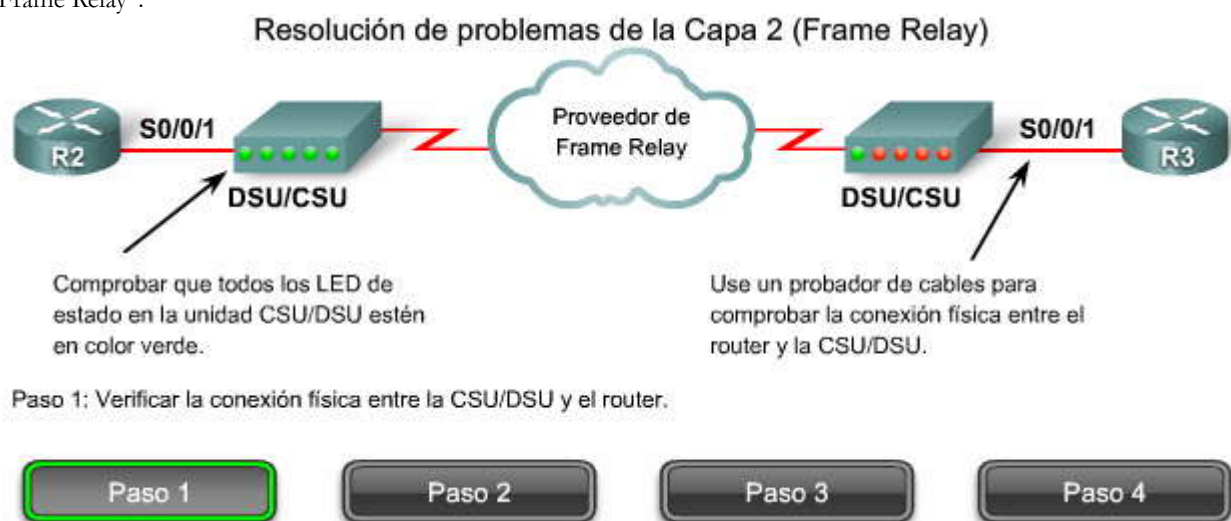 Frame Relay".
Resolución de problemas de la Capa 2 (Frame Relay)
R2
S0/0/1
DSU/CSU
Proveedor de
Frame Relay
DSU/CSU
S0/0/1
R3
Comprobar que todos los LED de
estado en la unidad CSU/DSU estén
en color verde.
Use un probador de cables para
comprobar la conexión física entre el
router y la CSU/DSU.
Paso 1: Verificar la conexión física entre la CSU/DSU y el router.
Paso 1
Paso 2
Paso 3
Paso 4